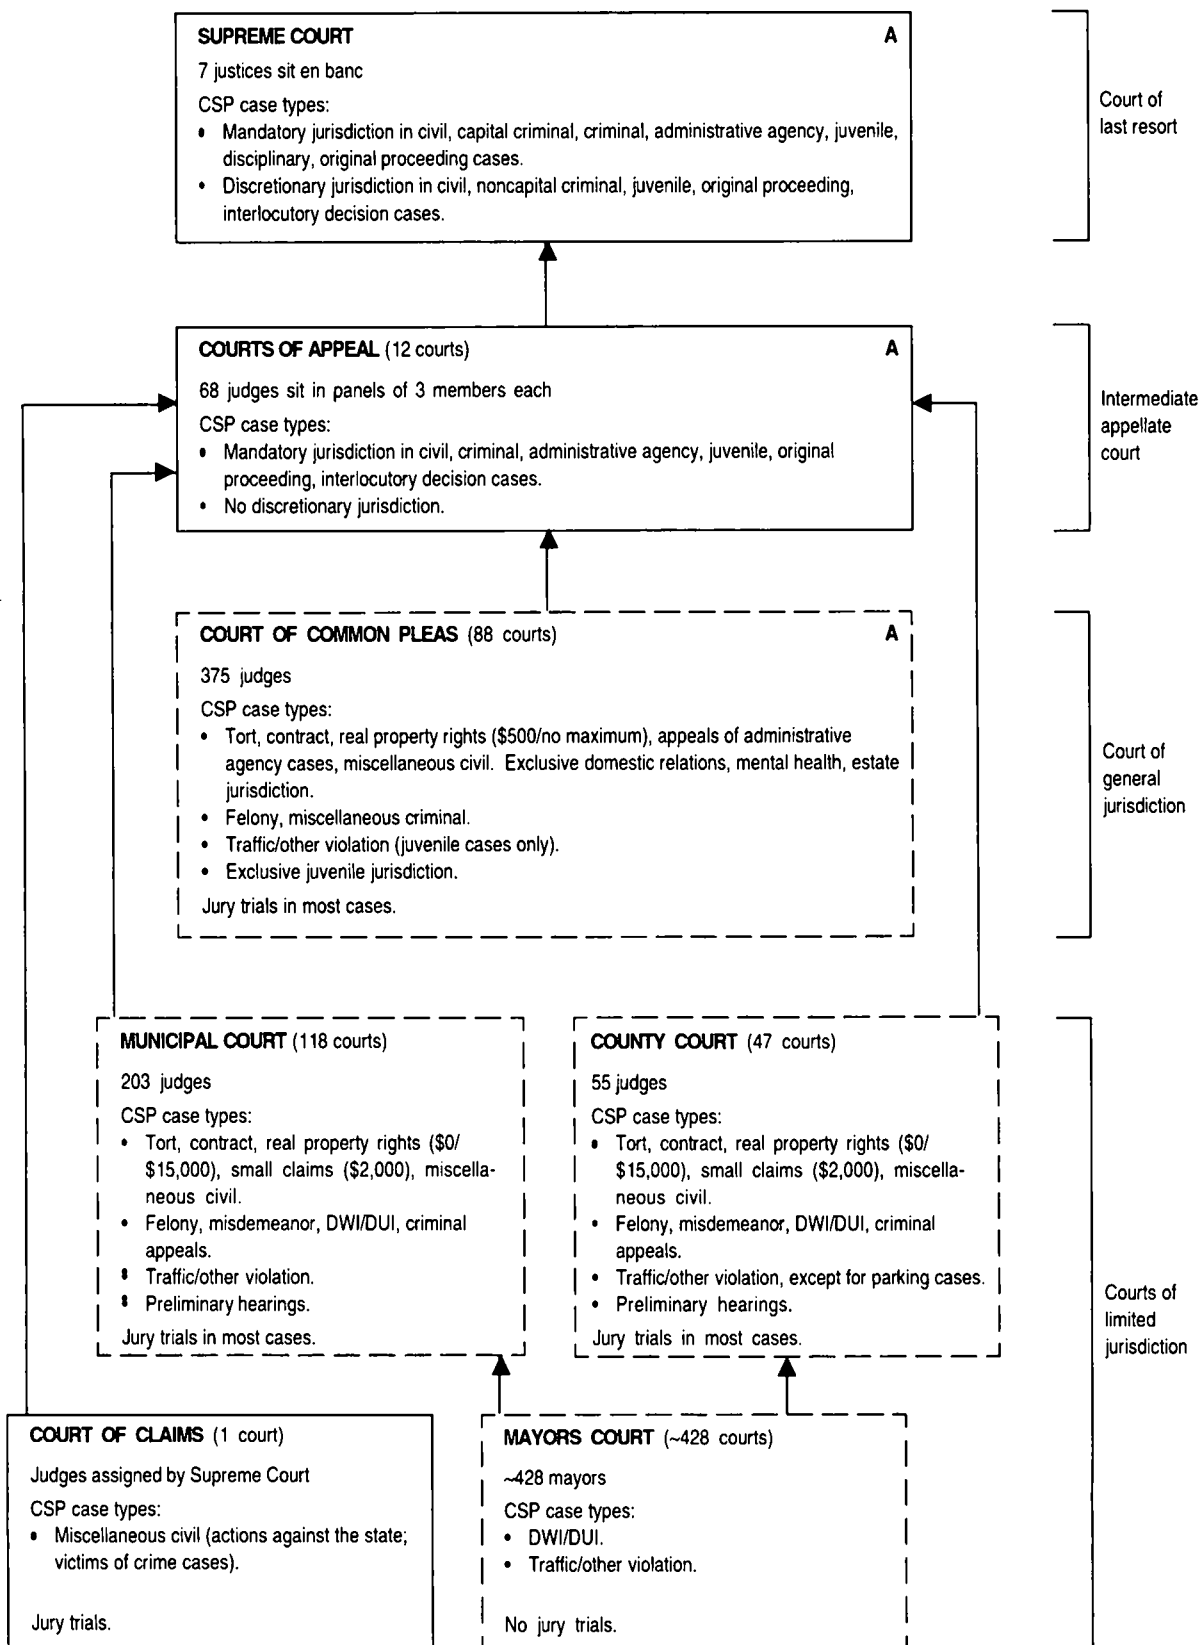 SUPREME COURT A
7 justices sit en banc
CSP case types:
• Mandatory jurisdiction in civil, capital criminal, criminal, administrative agency, juvenile,
disciplinary, original proceeding cases.
• Discretionary jurisdiction in civil, noncapital criminal, juvenile, original proceeding,
interlocutory decision cases.
Court of
last resort
COURTS OF APPEAL (12 courts) A
68 judges sit in panels of 3 members each
CSP case types:
• Mandatory jurisdiction in civil, criminal, administrative agency, juvenile, original
proceeding, interlocutory decision cases.
• No discretionary jurisdiction.
Intermediate
appellate
court
COURT OF COMMON PLEAS (88 courts) A
375 judges
CSP case types:
• Tort, contract, real property rights ($500/no maximum), appeals of administrative
agency cases, miscellaneous civil. Exclusive domestic relations, mental health, estate
jurisdiction.
• Felony, miscellaneous criminal.
• Traffic/other violation (juvenile cases only).
• Exclusive juvenile jurisdiction.
Jury trials in most cases.
Court of
general
jurisdiction
MUNICIPAL COURT (118 courts)
203 judges
CSP case types:
• Tort, contract, real property rights ($0/
$15,000), small claims ($2,000), miscella-
neous civil.
• Felony, misdemeanor, DWI/DUI, criminal
appeals.
• Traffic/other violation.
• Preliminary hearings.
Jury trials in most cases.
COUNTY COURT (47 courts)
55 judges
CSP case types:
• Tort, contract, real property rights ($0/
$15,000), small claims ($2,000), miscella-
neous civil.
• Felony, misdemeanor, DWI/DUI, criminal
appeals.
• Traffic/other violation, except for parking cases.
• Preliminary hearings.
Jury trials in most cases.
Courts of
limited
jurisdiction
COURT OF CLAIMS (1 court)
Judges assigned by Supreme Court
CSP case types:
• Miscellaneous civil (actions against the state;
victims of crime cases).
Jury trials.
MAYORS COURT (~428 courts)
~428 mayors
CSP case types:
• DWI/DUI.
• Traffic/other violation.
No jury trials.